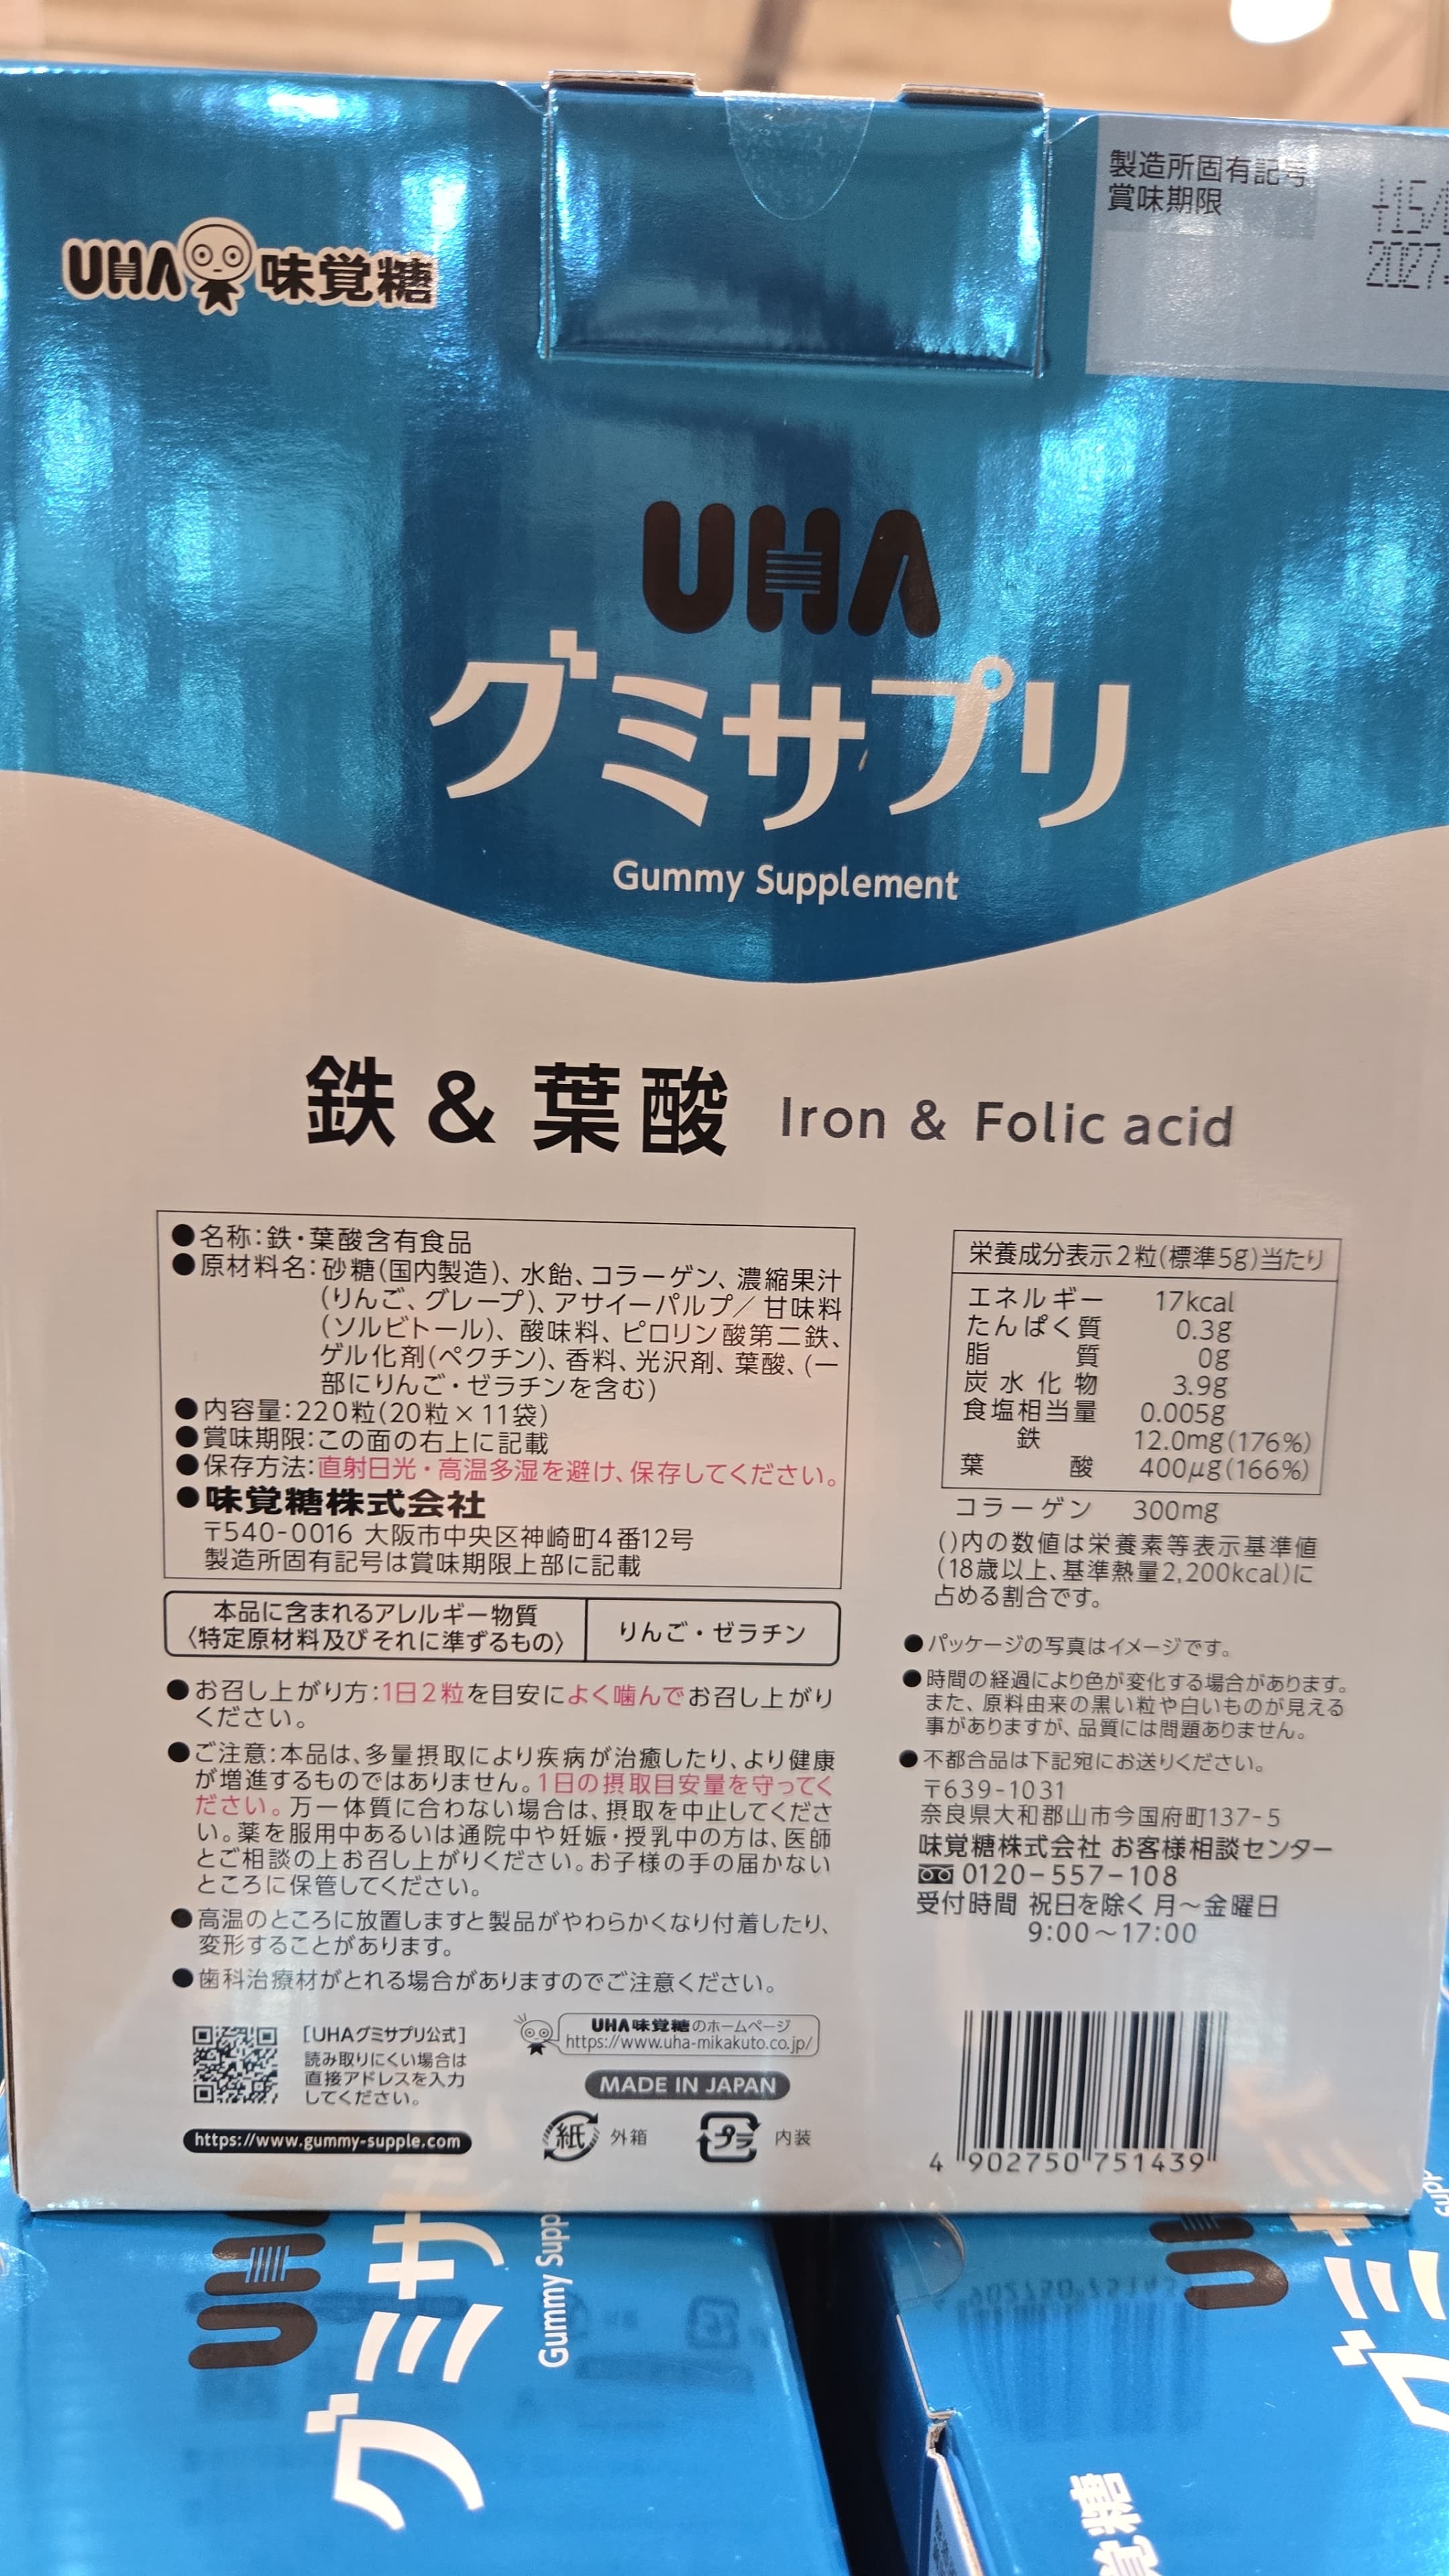 製造所固有記号
賞味期限
2027
UHA味覚糖
UHA
グミサプリ
Gummy Supplement
鉄 & 葉酸 Iron & Folic acid
●名称:鉄・葉酸含有食品
●原材料名:砂糖(国内製造)、水飴、コラーゲン、濃縮果汁
(りんご、グレープ)、アサイーパルプ/甘味料
(ソルビトール)、酸味料、ピロリン酸第二鉄、
ゲル化剤(ペクチン)、香料、光沢剤、葉酸、(一
部にりんご・ゼラチンを含む)
●内容量:220粒(20粒×11袋)
●賞味期限:この面の右上に記載
●保存方法:直射日光・高温多湿を避け、保存してください。
●味覚糖株式会社
〒540-0016 大阪市中央区神崎町4番12号
製造所固有記号は賞味期限上部に記載
本品に含まれるアレルギー物質
〈特定原材料及びそれに準ずるもの〉
りんご・ゼラチン
●お召し上がり方:1日2粒を目安によく噛んでお召し上がり
ください。
●ご注意:本品は、多量摂取により疾病が治癒したり、より健康
が増進するものではありません。1日の摂取目安量を守ってく
ださい。万一体質に合わない場合は、摂取を中止してくださ
い。薬を服用中あるいは通院中や妊娠・授乳中の方は、医師
とご相談の上お召し上がりください。お子様の手の届かない
ところに保管してください。
●高温のところに放置しますと製品がやわらかくなり付着したり、
変形することがあります。
●歯科治療材がとれる場合がありますのでご注意ください。
[UHAグミサプリ公式]
読み取りにくい場合は
直接アドレスを入力
してください。
https://www.gummy-supple.com
UHA味覚糖のホームページ
https://www.uha-mikakuto.co.jp/
MADE IN JAPAN
紙 外箱
プラ 内装
栄養成分表示2粒(標準5g)当たり
エネルギー 17kcal
たんぱく質 0.3g
脂質 0g
炭水化物 3.9g
食塩相当量 0.005g
鉄 12.0mg(176%)
葉酸 400μg(166%)
コラーゲン 300mg
()内の数値は栄養素等表示基準値
(18歳以上、基準熱量2,200kcal)に
占める割合です。
●パッケージの写真はイメージです。
●時間の経過により色が変化する場合があります。
また、原料由来の黒い粒や白いものが見える
事がありますが、品質には問題ありません。
●不都合品は下記宛にお送りください。
〒639-1031
奈良県大和郡山市今国府町137-5
味覚糖株式会社 お客様相談センター
0120-557-108
受付時間 祝日を除く 月～金曜日
9:00～17:00
4 902750 751439
UHA
グミサ
Gummy Supp
U
グミ
覚糖